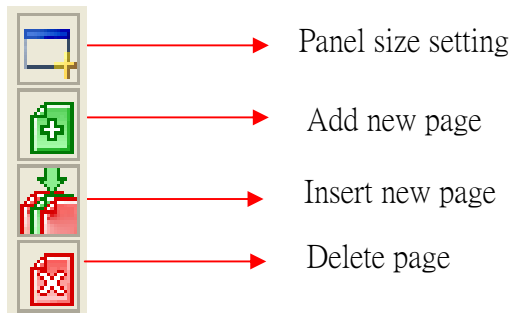 Panel size setting
Add new page
Insert new page
Delete page